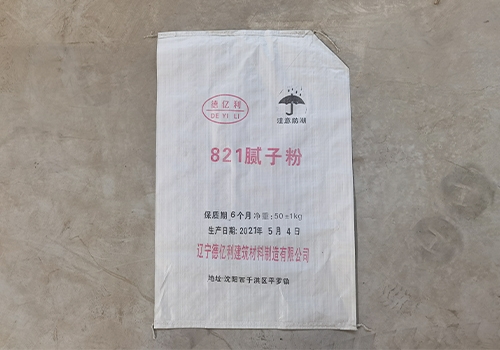 德亿利
DE YI LI
注意防潮
821腻子粉
保质期 6个月 净重:50±1kg
生产日期:2021年 5月 4日
辽宁德亿利建筑材料制造有限公司
地址:沈阳市于洪区平罗镇